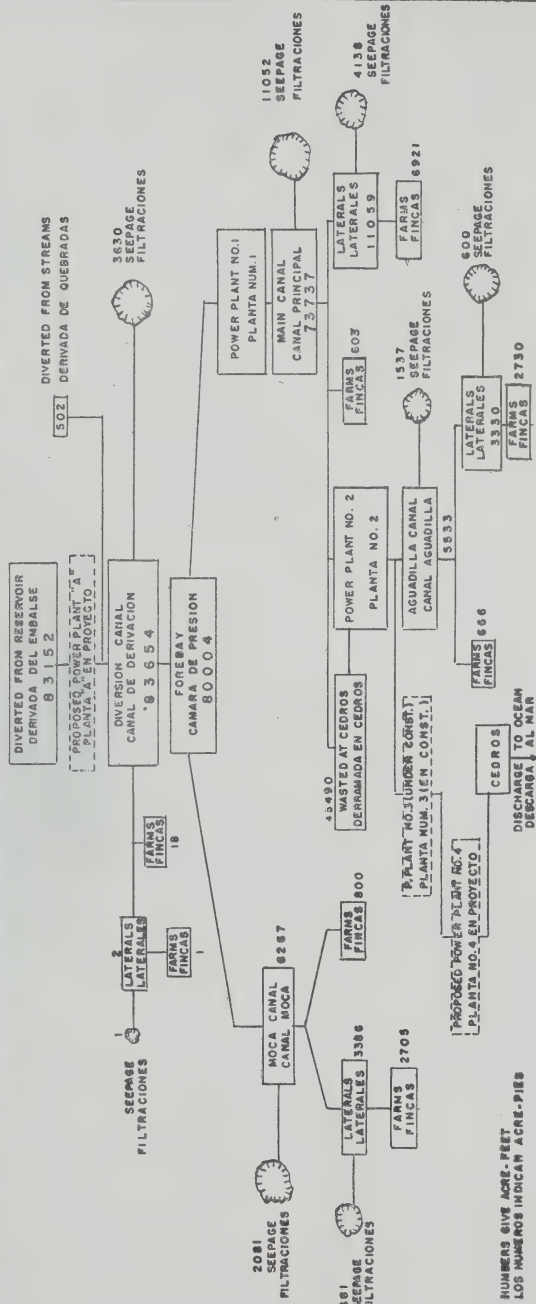 DIVERTED FROM RESERVOIR
DERIVADA DEL EMBALSE
83152
502
DIVERTED FROM STREAMS
DERIVADA DE QUEBRADAS
PROPOSED POWER PLANT "A"
PLANTA "A" EN PROYECTO
DIVERSION CANAL
CANAL DE DERIVACION
83654
3630
SEEPAGE
FILTRACIONES
1
SEEPAGE
FILTRACIONES
2
LATERALS
LATERALES
FARMS
FINCAS
1
FARMS
FINCAS
18
FOREBAY
CAMARA DE PRESION
80004
MOCA CANAL
CANAL MOCA
6267
2081
SEEPAGE
FILTRACIONES
LATERALS
LATERALES
3386
681
SEEPAGE
ILTRACIONES
FARMS
FINCAS
2705
FARMS
FINCAS
800
POWER PLANT NO. 1
PLANTA NUM. 1
MAIN CANAL
CANAL PRINCIPAL
73737
11052
SEEPAGE
FILTRACIONES
45490
WASTED AT CEDROS
DERRAMADA EN CEDROS
POWER PLANT NO. 2
PLANTA NO. 2
FARMS
FINCAS
603
LATERALS
LATERALES
11059
4138
SEEPAGE
FILTRACIONES
FARMS
FINCAS
6921
P. PLANT NO. 3 (UNDER CONST.)
PLANTA NUM. 3 (EN CONST.)
AGUADILLA CANAL
CANAL AGUADILLA
1537
SEEPAGE
FILTRACIONES
5533
FARMS
FINCAS
666
LATERALS
LATERALES
3330
600
SEEPAGE
FILTRACIONES
FARMS
FINCAS
2730
PROPOSED POWER PLANT NO. 4
PLANTA NO. 4 EN PROYECTO
CEDROS
DISCHARGE TO OCEAN
DESCARGA AL MAR
NUMBERS GIVE ACRE-FEET
LOS NUMEROS INDICAN ACRE-PIES